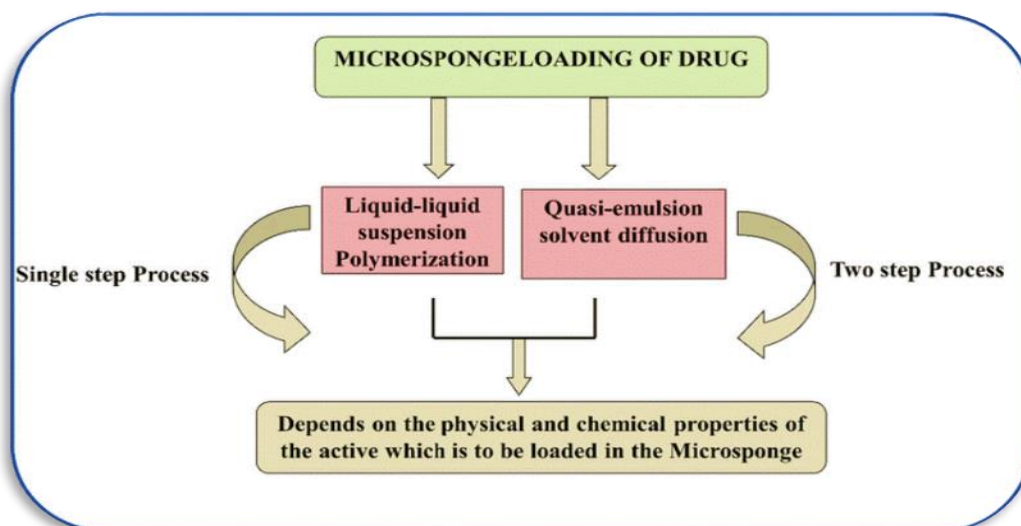 MICROSPONGELOADING OF DRUG
Liquid-liquid
suspension
Polymerization
Quasi-emulsion
solvent diffusion
Single step Process
Two step Process
Depends on the physical and chemical properties of
the active which is to be loaded in the Microsponge